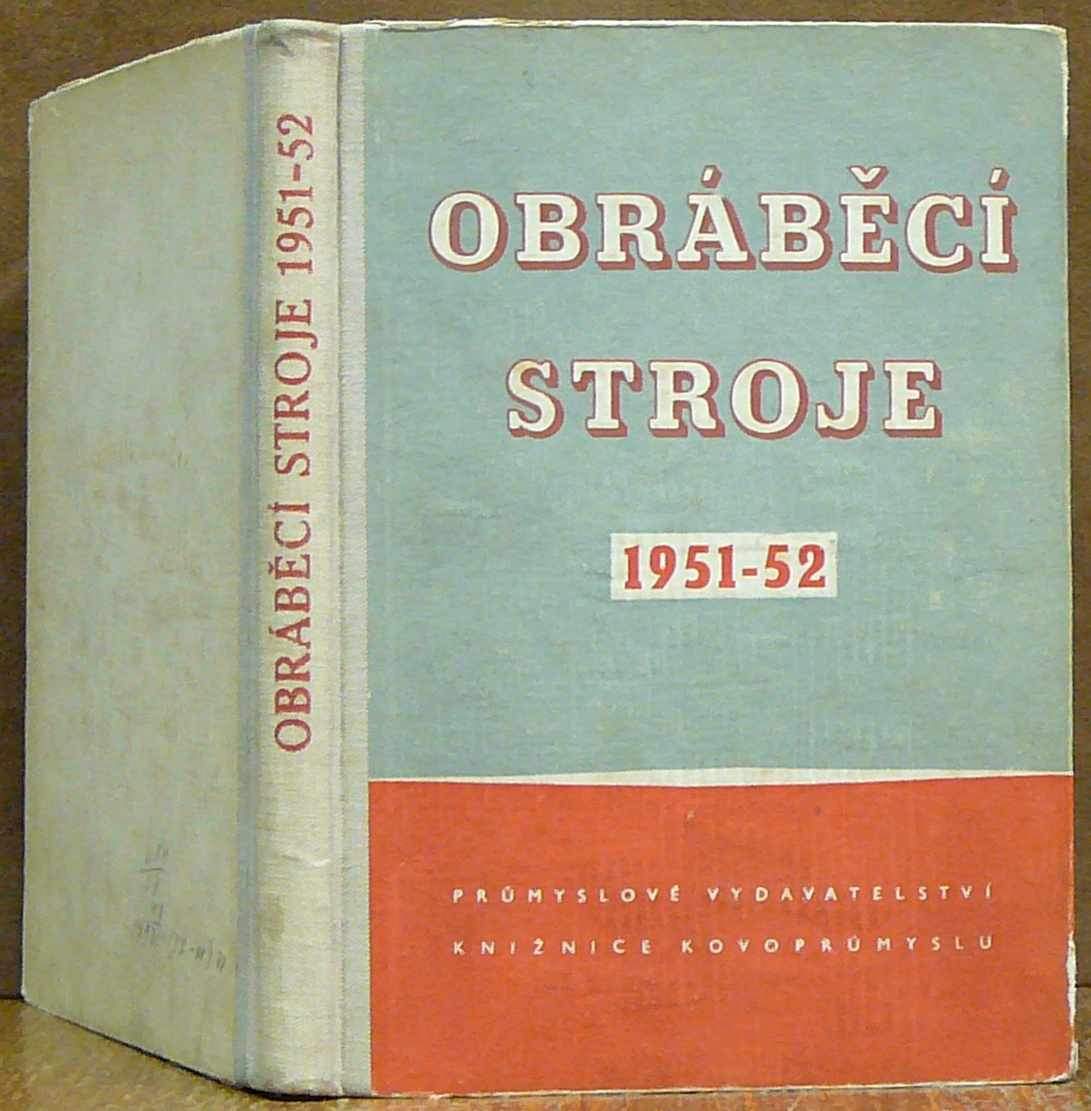 OBRÁBĚCÍ STROJE 1951-52
OBRÁBĚCÍ
STROJE
1951-52
PRŮMYSLOVÉ VYDAVATELSTVÍ
KNIŽNICE KOVOPRŮMYSLU